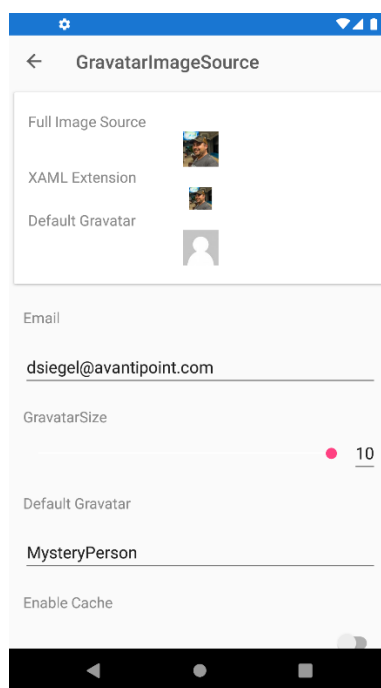 GravatarImageSource
Full Image Source
XAML Extension
Default Gravatar
Email
dsiegel@avantipoint.com
GravatarSize
10
Default Gravatar
MysteryPerson
Enable Cache